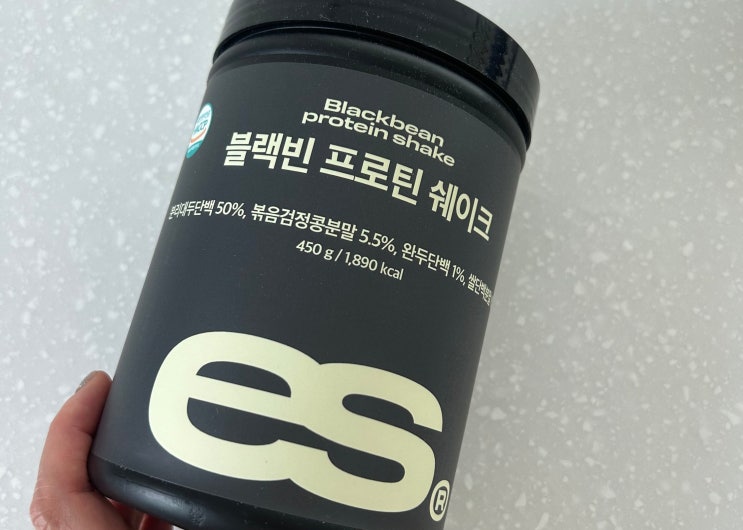 Blackbean
protein shake
블랙빈 프로틴 쉐이크
분리대두단백 50%, 볶음검정콩분말 5.5%, 완두단백 1%,
450 g / 1,890 kcal
es®